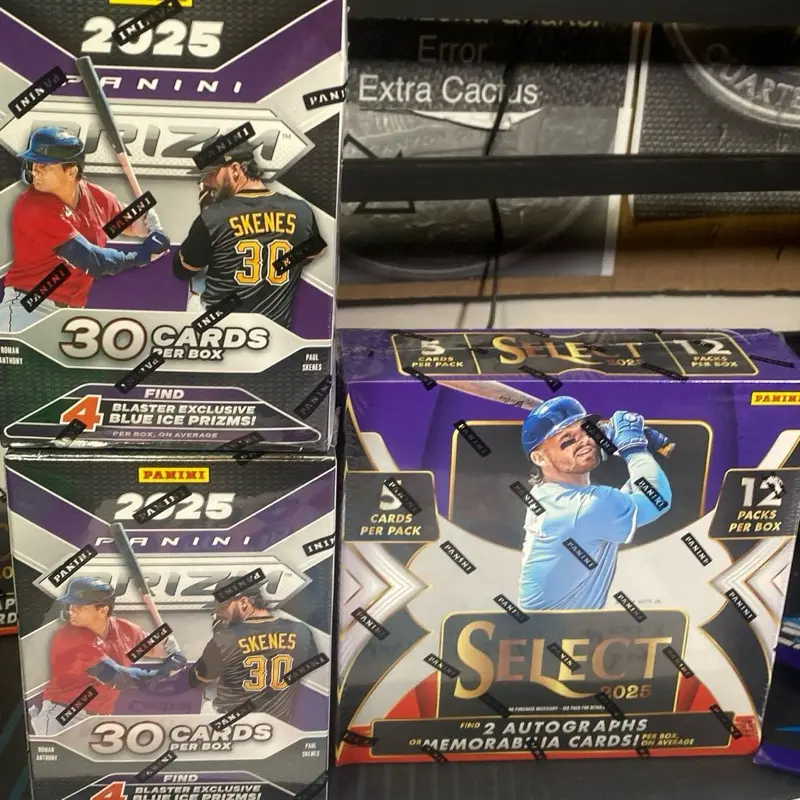 2025
PANINI
PRIZM
SKENES
30
30 CARDS
PER BOX
ROMAN
ANTHONY
PAUL
SKENES
FIND
4 BLASTER EXCLUSIVE
BLUE ICE PRIZMS!
PER BOX, ON AVERAGE
PANINI
2025
PANINI
PRIZM
SKENES
30
30 CARDS
PER BOX
ROMAN
ANTHONY
PAUL
SKENES
FIND
4 BLASTER EXCLUSIVE
BLUE ICE PRIZMS!
Error
Extra Cactus
QUARTE
5
CARDS
PER PACK
SELECT
2025
12
PACKS
PER BOX
PANINI
5
CARDS
PER PACK
12
PACKS
PER BOX
SELECT
2025
FIND 2 AUTOGRAPHS
OR MEMORABILIA CARDS! PER BOX,
ON AVERAGE